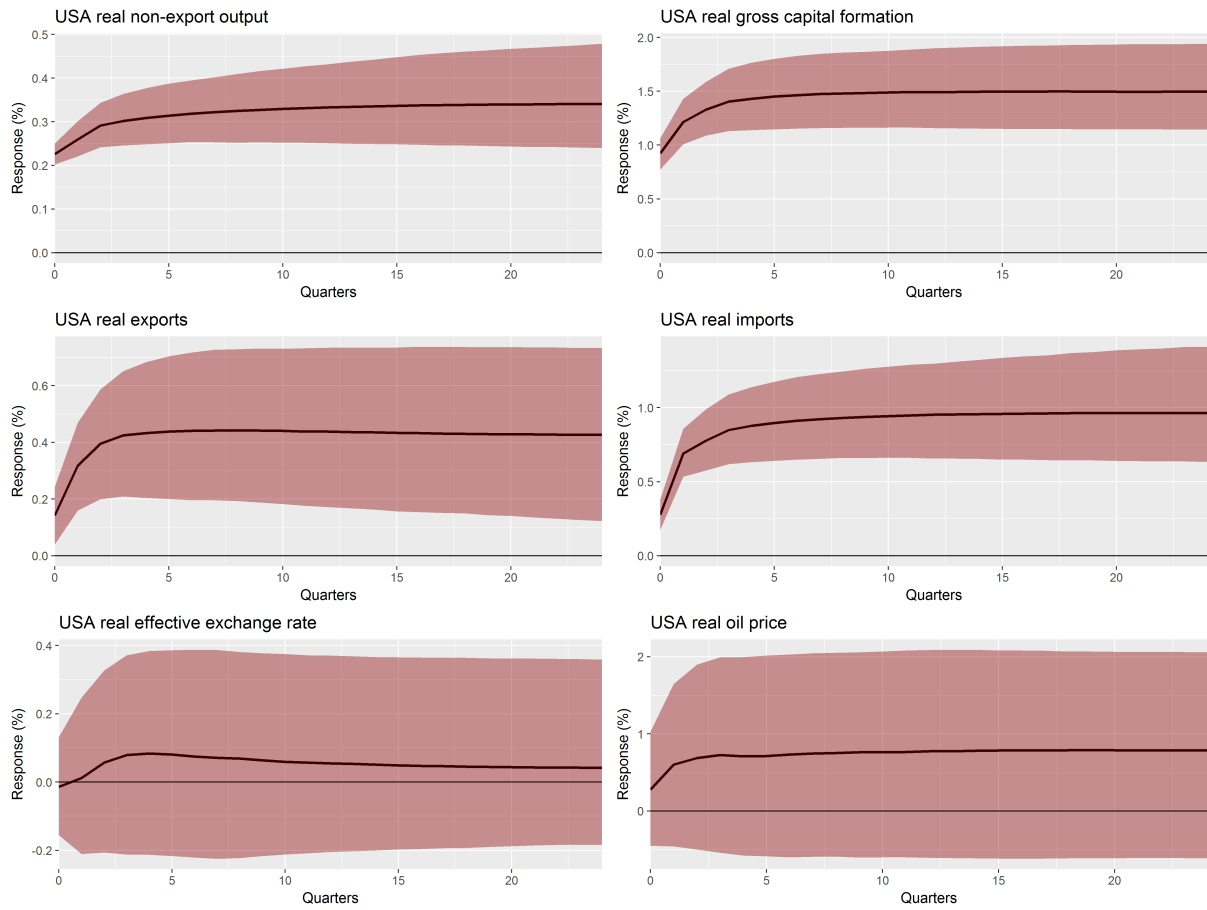 USA real non-export output
0.5
0.4
0.3
0.2
0.1
0.0
Response (%)
0 5 10 15 20
Quarters
USA real gross capital formation
2.0
1.5
1.0
0.5
0.0
Response (%)
0 5 10 15 20
Quarters
USA real exports
0.6
0.4
0.2
0.0
Response (%)
0 5 10 15 20
Quarters
USA real imports
1.0
0.5
0.0
Response (%)
0 5 10 15 20
Quarters
USA real effective exchange rate
0.4
0.2
0.0
-0.2
Response (%)
0 5 10 15 20
Quarters
USA real oil price
2
1
0
Response (%)
0 5 10 15 20
Quarters